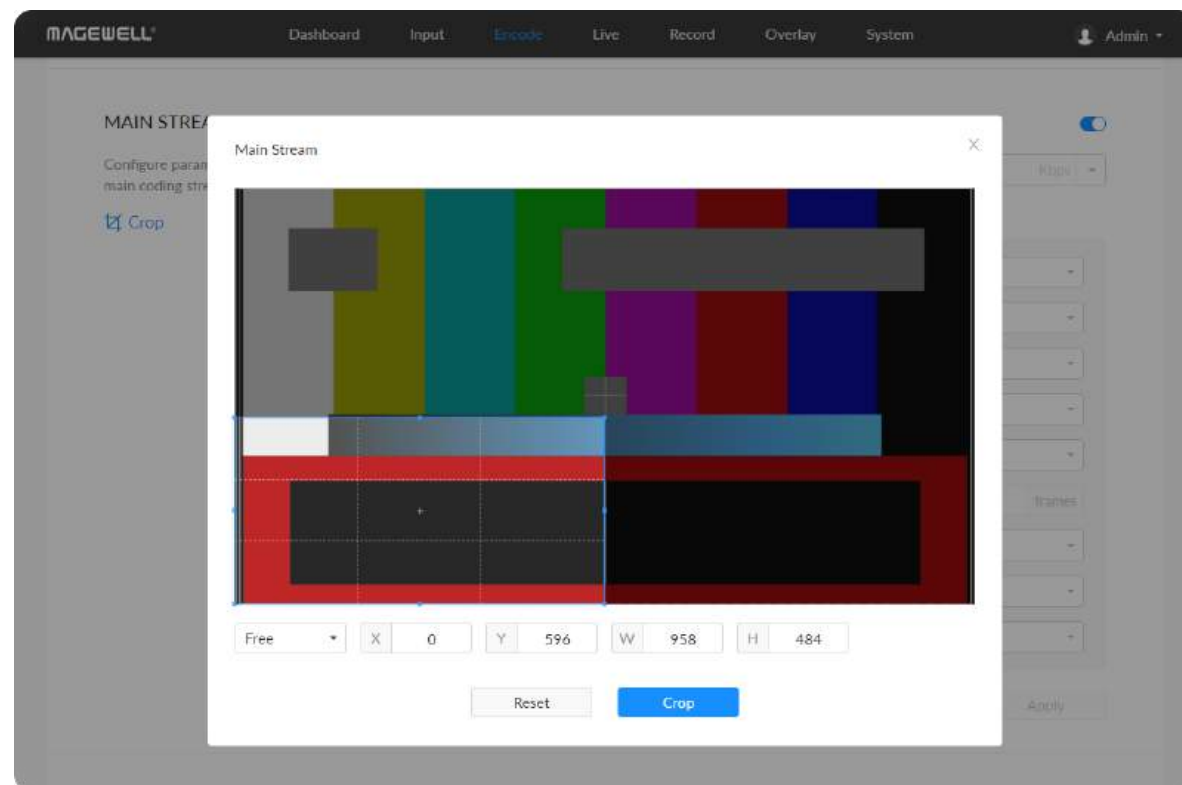 MAGEWELL® Dashboard Input Encode Live Record Overlay System Admin
MAIN STREA
Main Stream X
Configure param
main coding stre
Kbps
Crop
frames
Free X 0 Y 596 W 958 H 484
Reset Crop
Apply